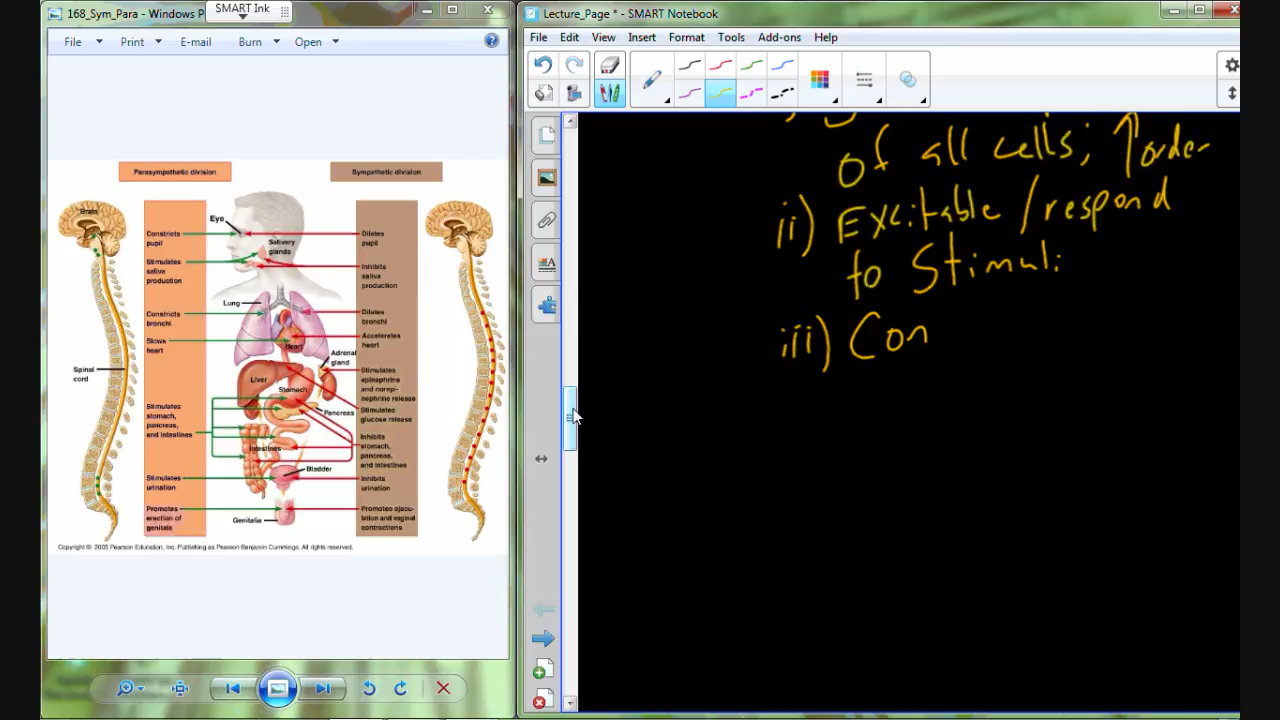 168_Sym_Para - Windows P
SMART Ink
File Print E-mail Burn Open
Parasympathetic division
Sympathetic division
Brain
Spinal
cord
Constricts
pupil
Stimulates
saliva
production
Constricts
bronchi
Slows
heart
Stimulates
stomach,
pancreas,
and intestines
Stimulates
urination
Promotes
erection of
genitals
Eye
Salivary
glands
Lung
Heart
Adrenal
gland
Liver
Stomach
Pancreas
Intestines
Bladder
Genitalia
Dilates
pupil
Inhibits
saliva
production
Dilates
bronchi
Accelerates
heart
Stimulates
epinephrine
and norepi-
nephrine release
Stimulates
glucose release
Inhibits
stomach,
pancreas,
and intestines
Inhibits
urination
Promotes ejacu-
lation and vaginal
contractions
Copyright © 2005 Pearson Education, Inc. Publishing as Pearson Benjamin Cummings. All rights reserved.
Lecture_Page * - SMART Notebook
File Edit View Insert Format Tools Add-ons Help
of all cells; ↑order
ii) Excitable / respond
to Stimuli
iii) Con